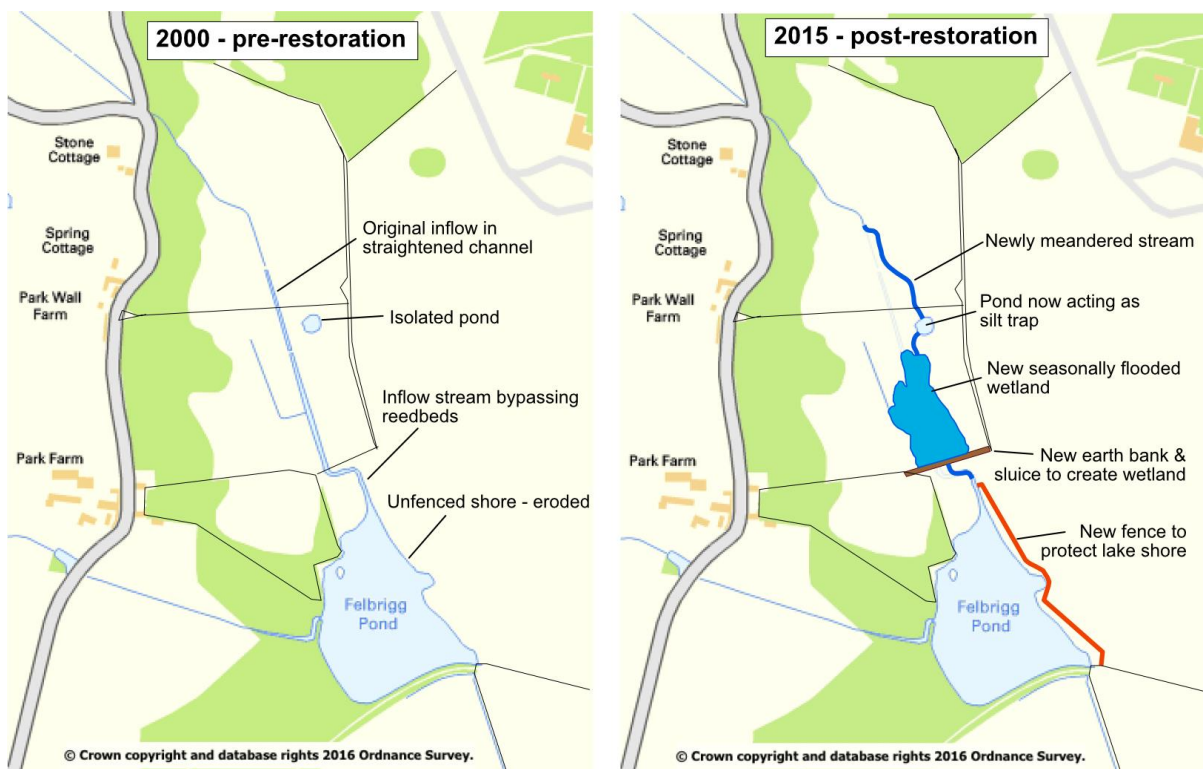 2000 - pre-restoration
Stone
Cottage
Spring
Cottage
Park Wall
Farm
Park Farm
Original inflow in
straightened channel
Isolated pond
Inflow stream bypassing
reedbeds
Unfenced shore - eroded
Felbrigg
Pond
© Crown copyright and database rights 2016 Ordnance Survey.
2015 - post-restoration
Stone
Cottage
Spring
Cottage
Park Wall
Farm
Park Farm
Newly meandered stream
Pond now acting as
silt trap
New seasonally flooded
wetland
New earth bank &
sluice to create wetland
New fence to
protect lake shore
Felbrigg
Pond
© Crown copyright and database rights 2016 Ordnance Survey.